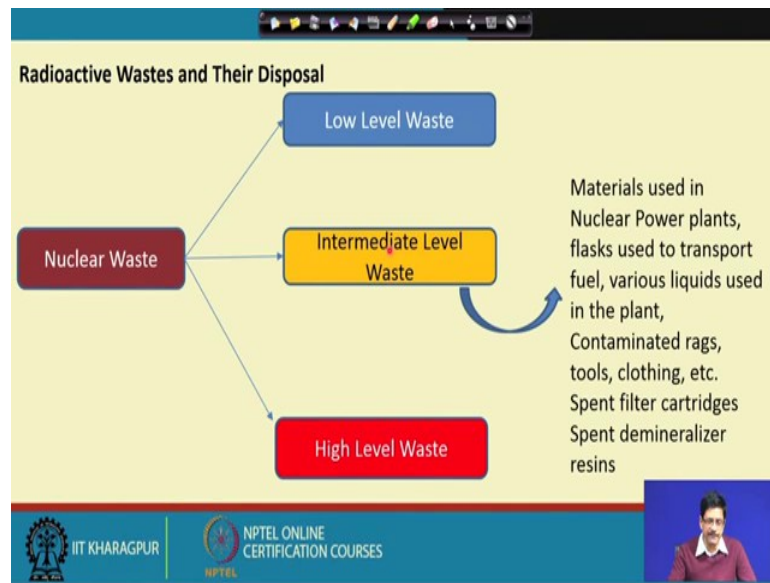 Radioactive Wastes and Their Disposal
Low Level Waste
Nuclear Waste
Intermediate Level
Waste
High Level Waste
Materials used in
Nuclear Power plants,
flasks used to transport
fuel, various liquids used
in the plant,
Contaminated rags,
tools, clothing, etc.
Spent filter cartridges
Spent demineralizer
resins
IIT KHARAGPUR
NPTEL
NPTEL ONLINE
CERTIFICATION COURSES